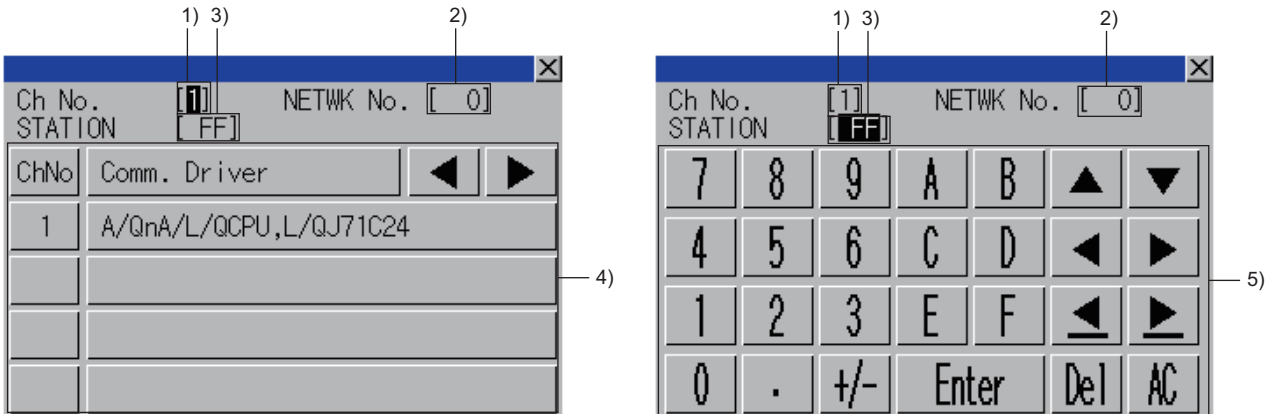 1) 3) 2)
Ch No. [1] NETWK No. [ 0]
STATION [ FF]
ChNo Comm. Driver ◀ ▶
1 A/QnA/L/QCPU,L/QJ71C24
4)
1) 3) 2)
Ch No. [1] NETWK No. [ 0]
STATION [ FF]
7 8 9 A B ▲ ▼
4 5 6 C D ◀ ▶
5)
1 2 3 E F ◀ ▶
0 . +/- Enter Del AC